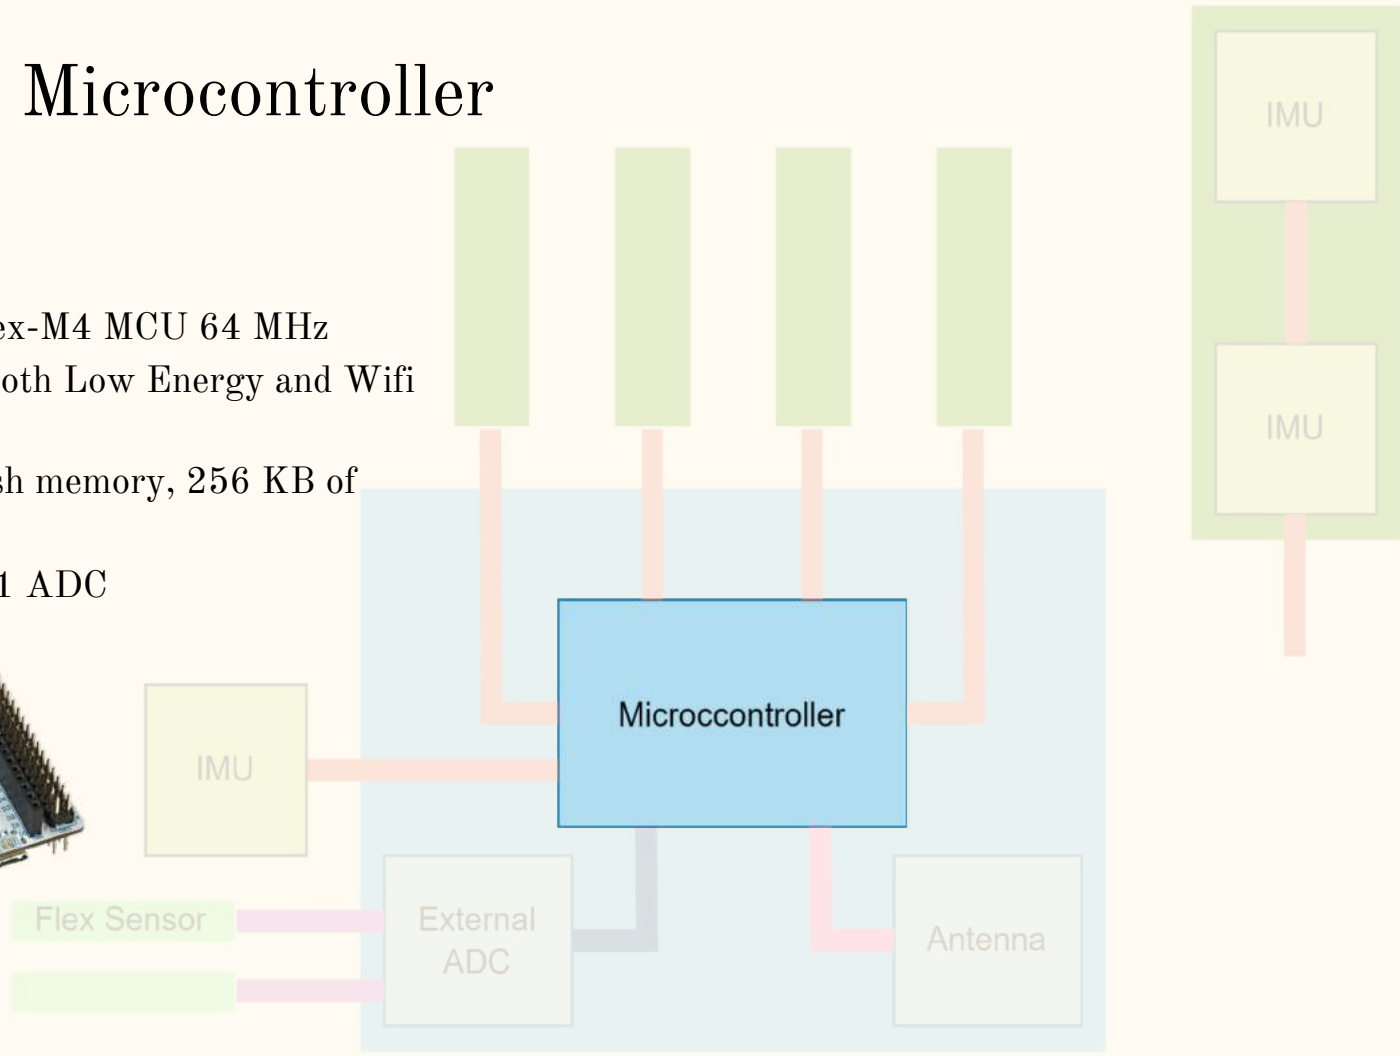 Microcontroller
ex-M4 MCU 64 MHz
oth Low Energy and Wifi
sh memory, 256 KB of
1 ADC
IMU
IMU
Microccontroller
IMU
Flex Sensor
External
ADC
Antenna